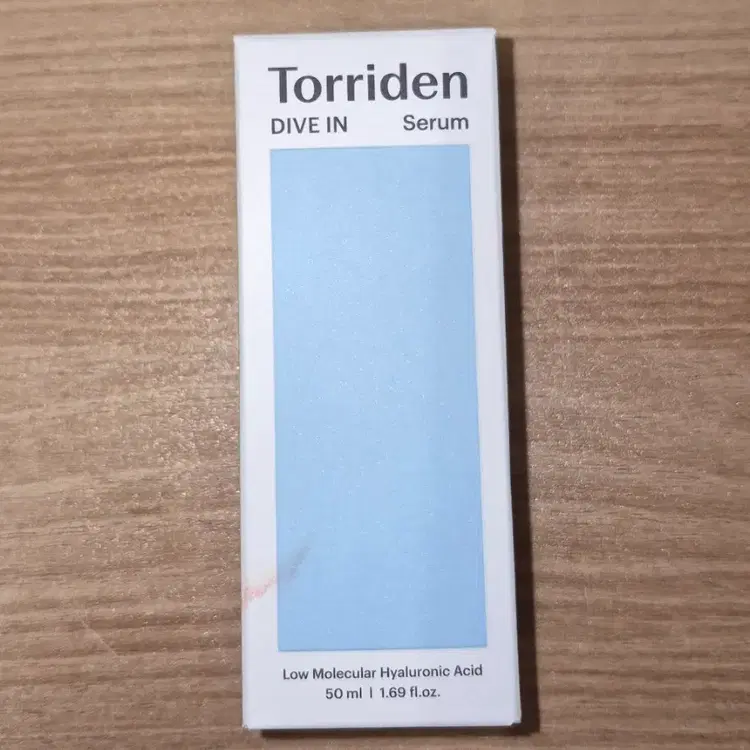 Torriden
DIVE IN Serum
Low Molecular Hyaluronic Acid
50 ml | 1.69 fl.oz.